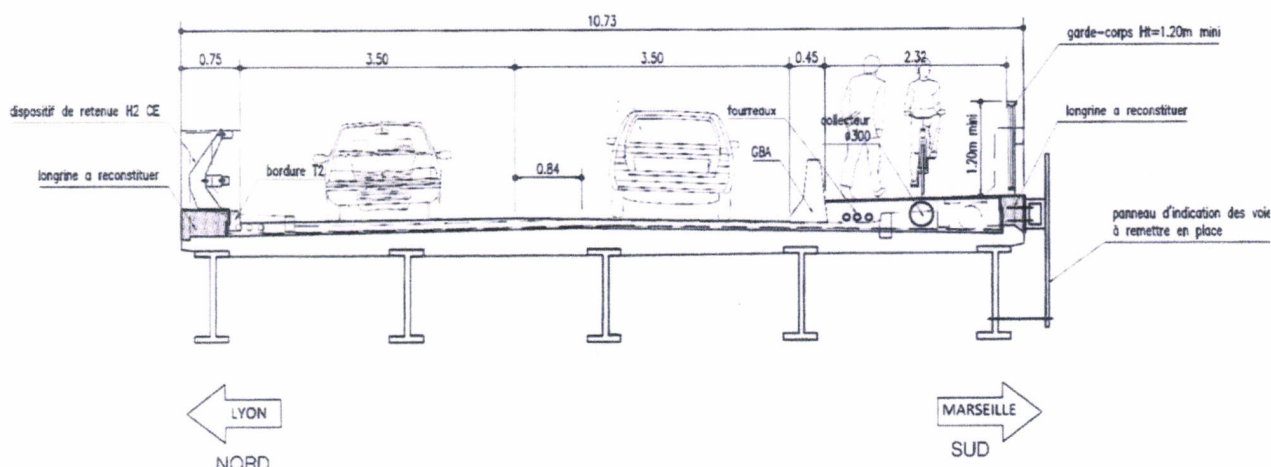 10.73
garde-corps Ht=1.20m mini
0.75
3.50
3.50
0.45
2.32
dispositif de retenue H2 CE
fourreaux
collecteur
ø300
longrine a reconstituer
1.20m mini
GBA
bordure T2
longrine a reconstituer
0.84
panneau d'indication des voie
à remettre en place
LYON
MARSEILLE
NORD
SUD